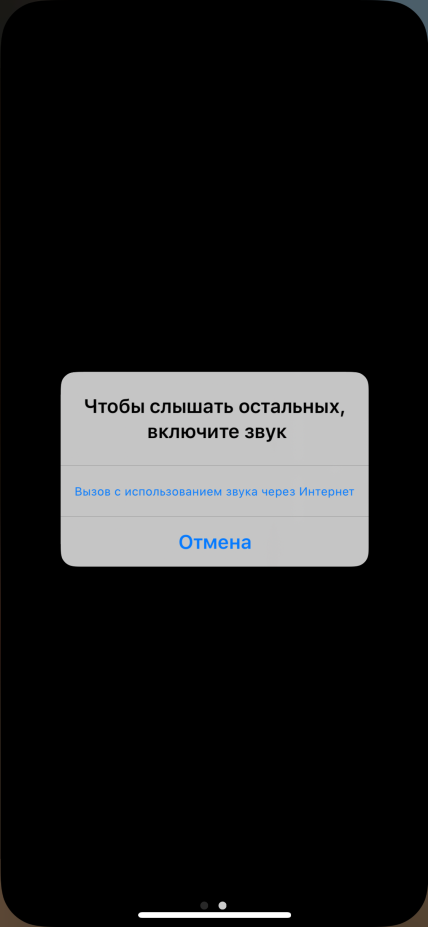 Чтобы слышать остальных,
включите звук
Вызов с использованием звука через Интернет
Отмена